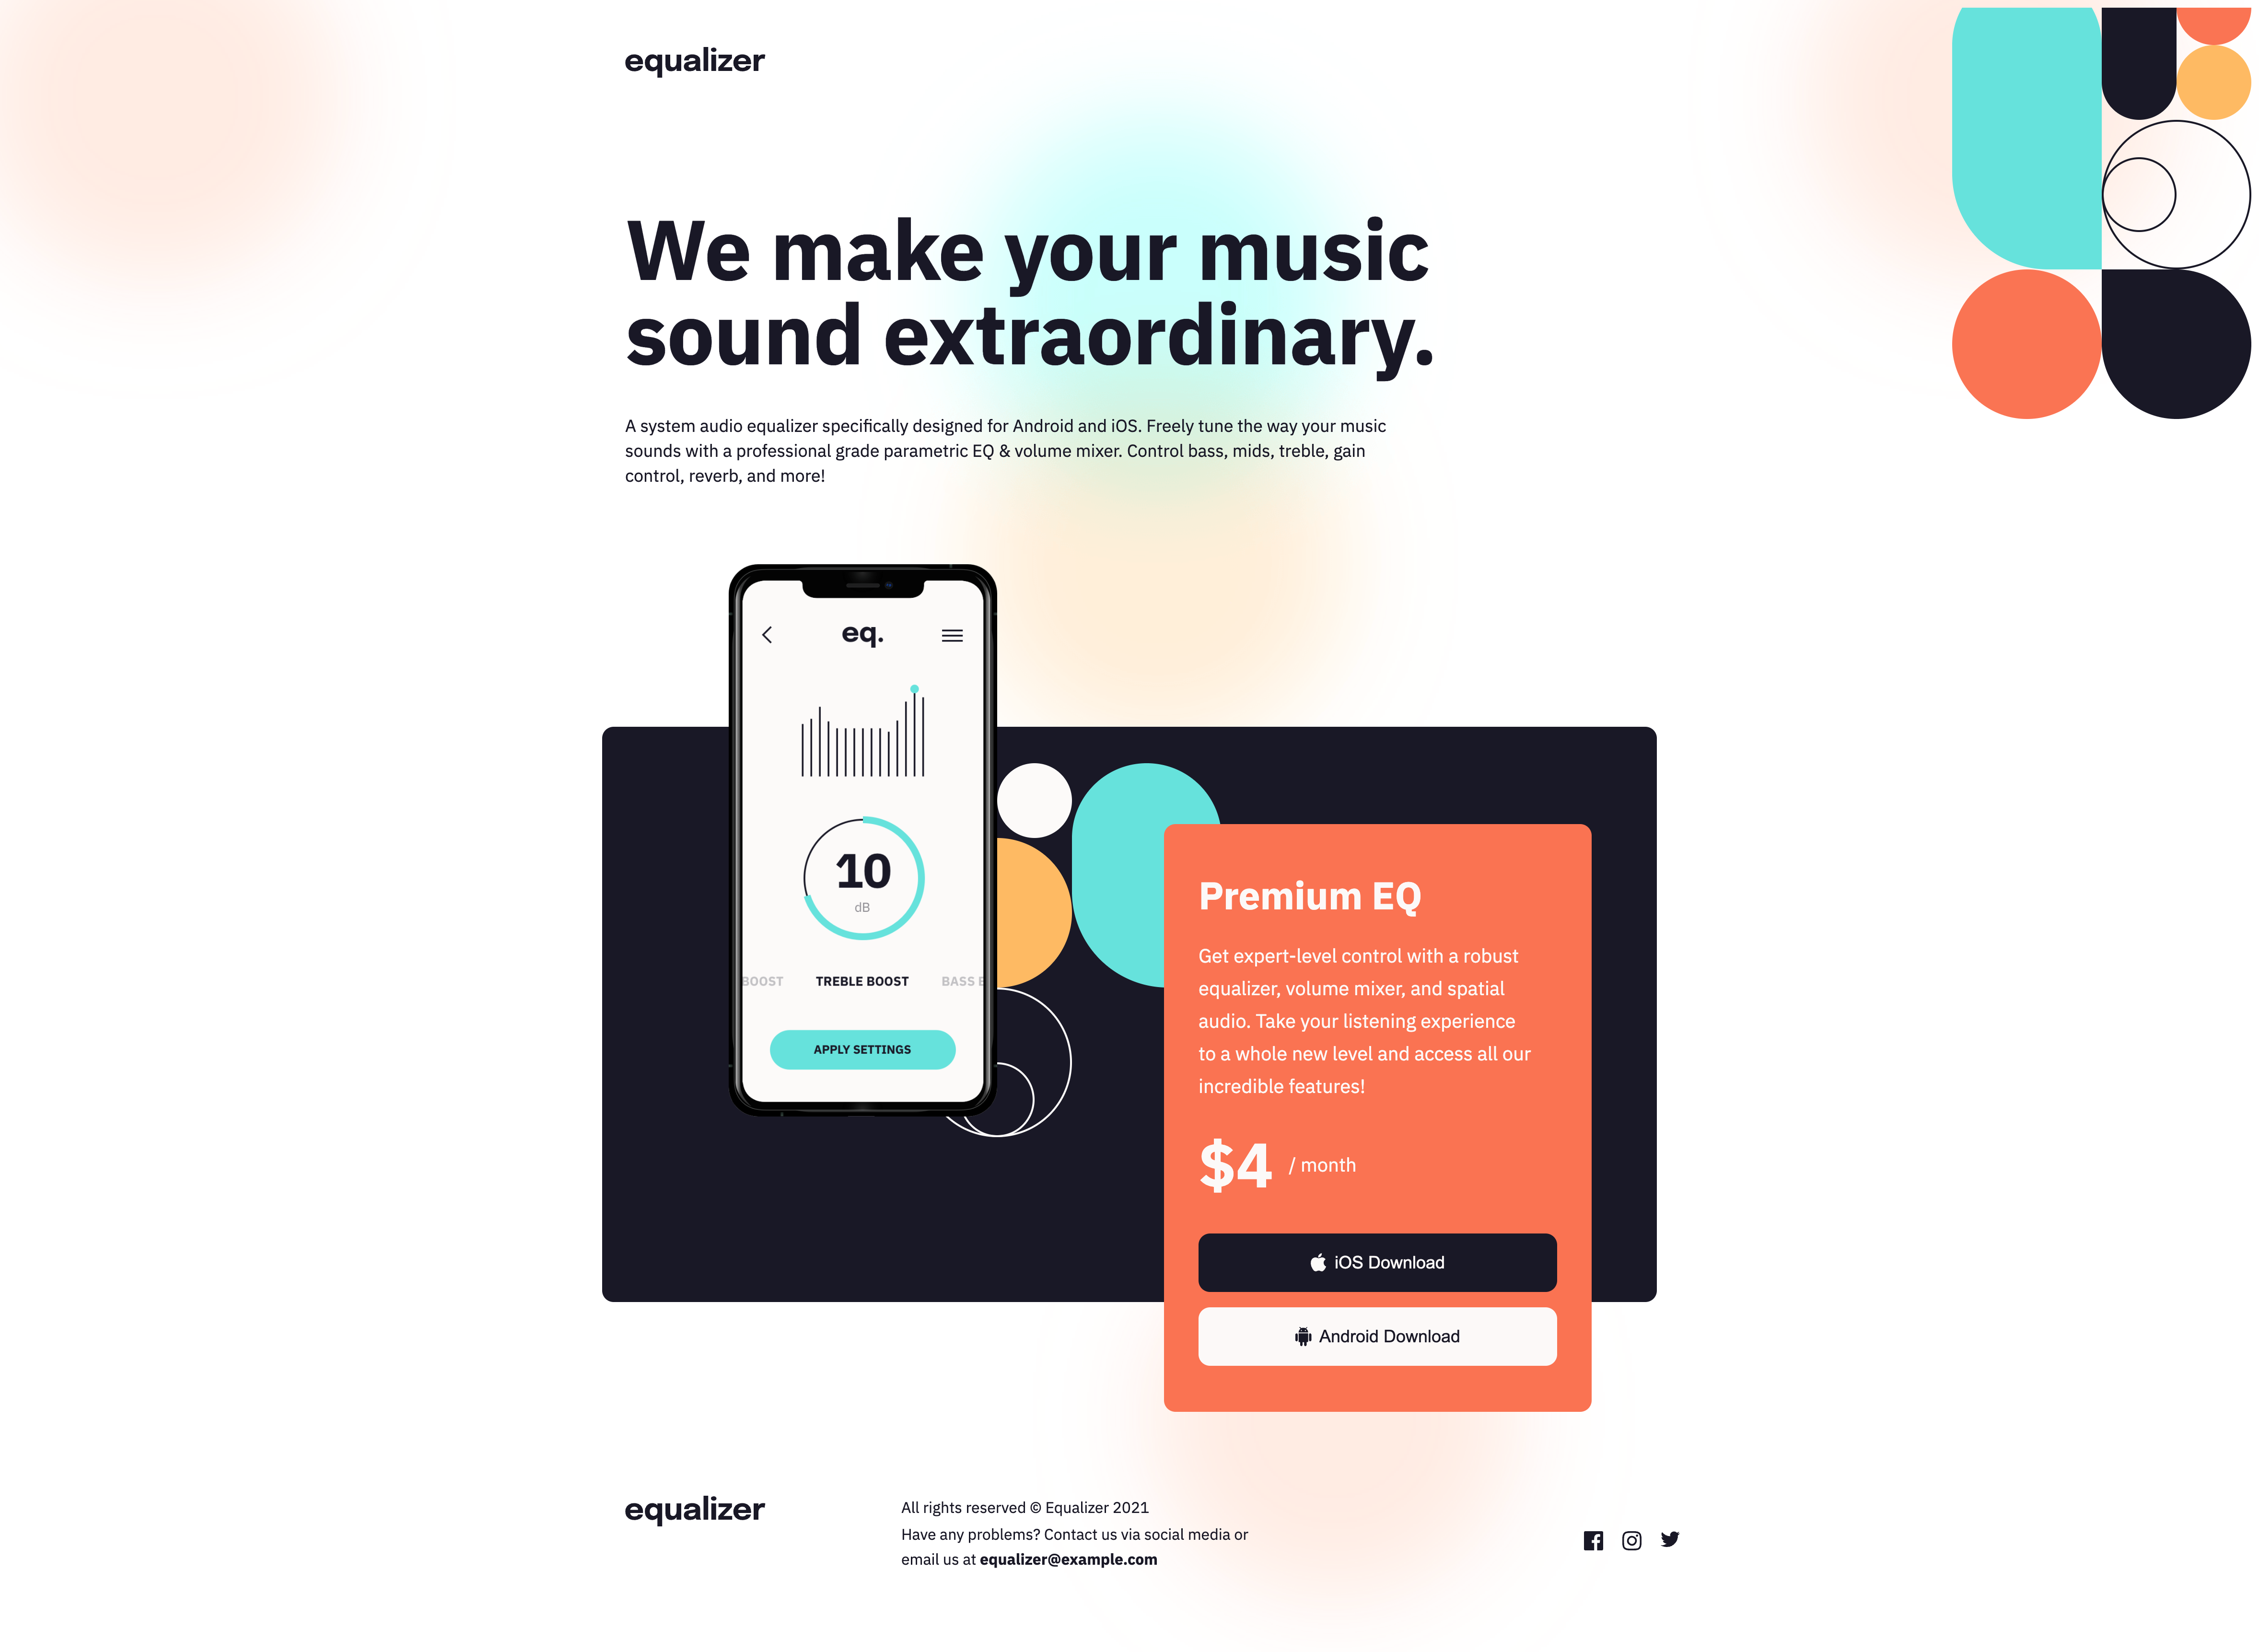 equalizer
We make your music
sound extraordinary.
A system audio equalizer specifically designed for Android and iOS. Freely tune the way your music
sounds with a professional grade parametric EQ & volume mixer. Control bass, mids, treble, gain
control, reverb, and more!
eq.
10
dB
BOOST TREBLE BOOST BASS B
APPLY SETTINGS
Premium EQ
Get expert-level control with a robust
equalizer, volume mixer, and spatial
audio. Take your listening experience
to a whole new level and access all our
incredible features!
$4 / month
iOS Download
Android Download
equalizer
All rights reserved © Equalizer 2021
Have any problems? Contact us via social media or
email us at equalizer@example.com